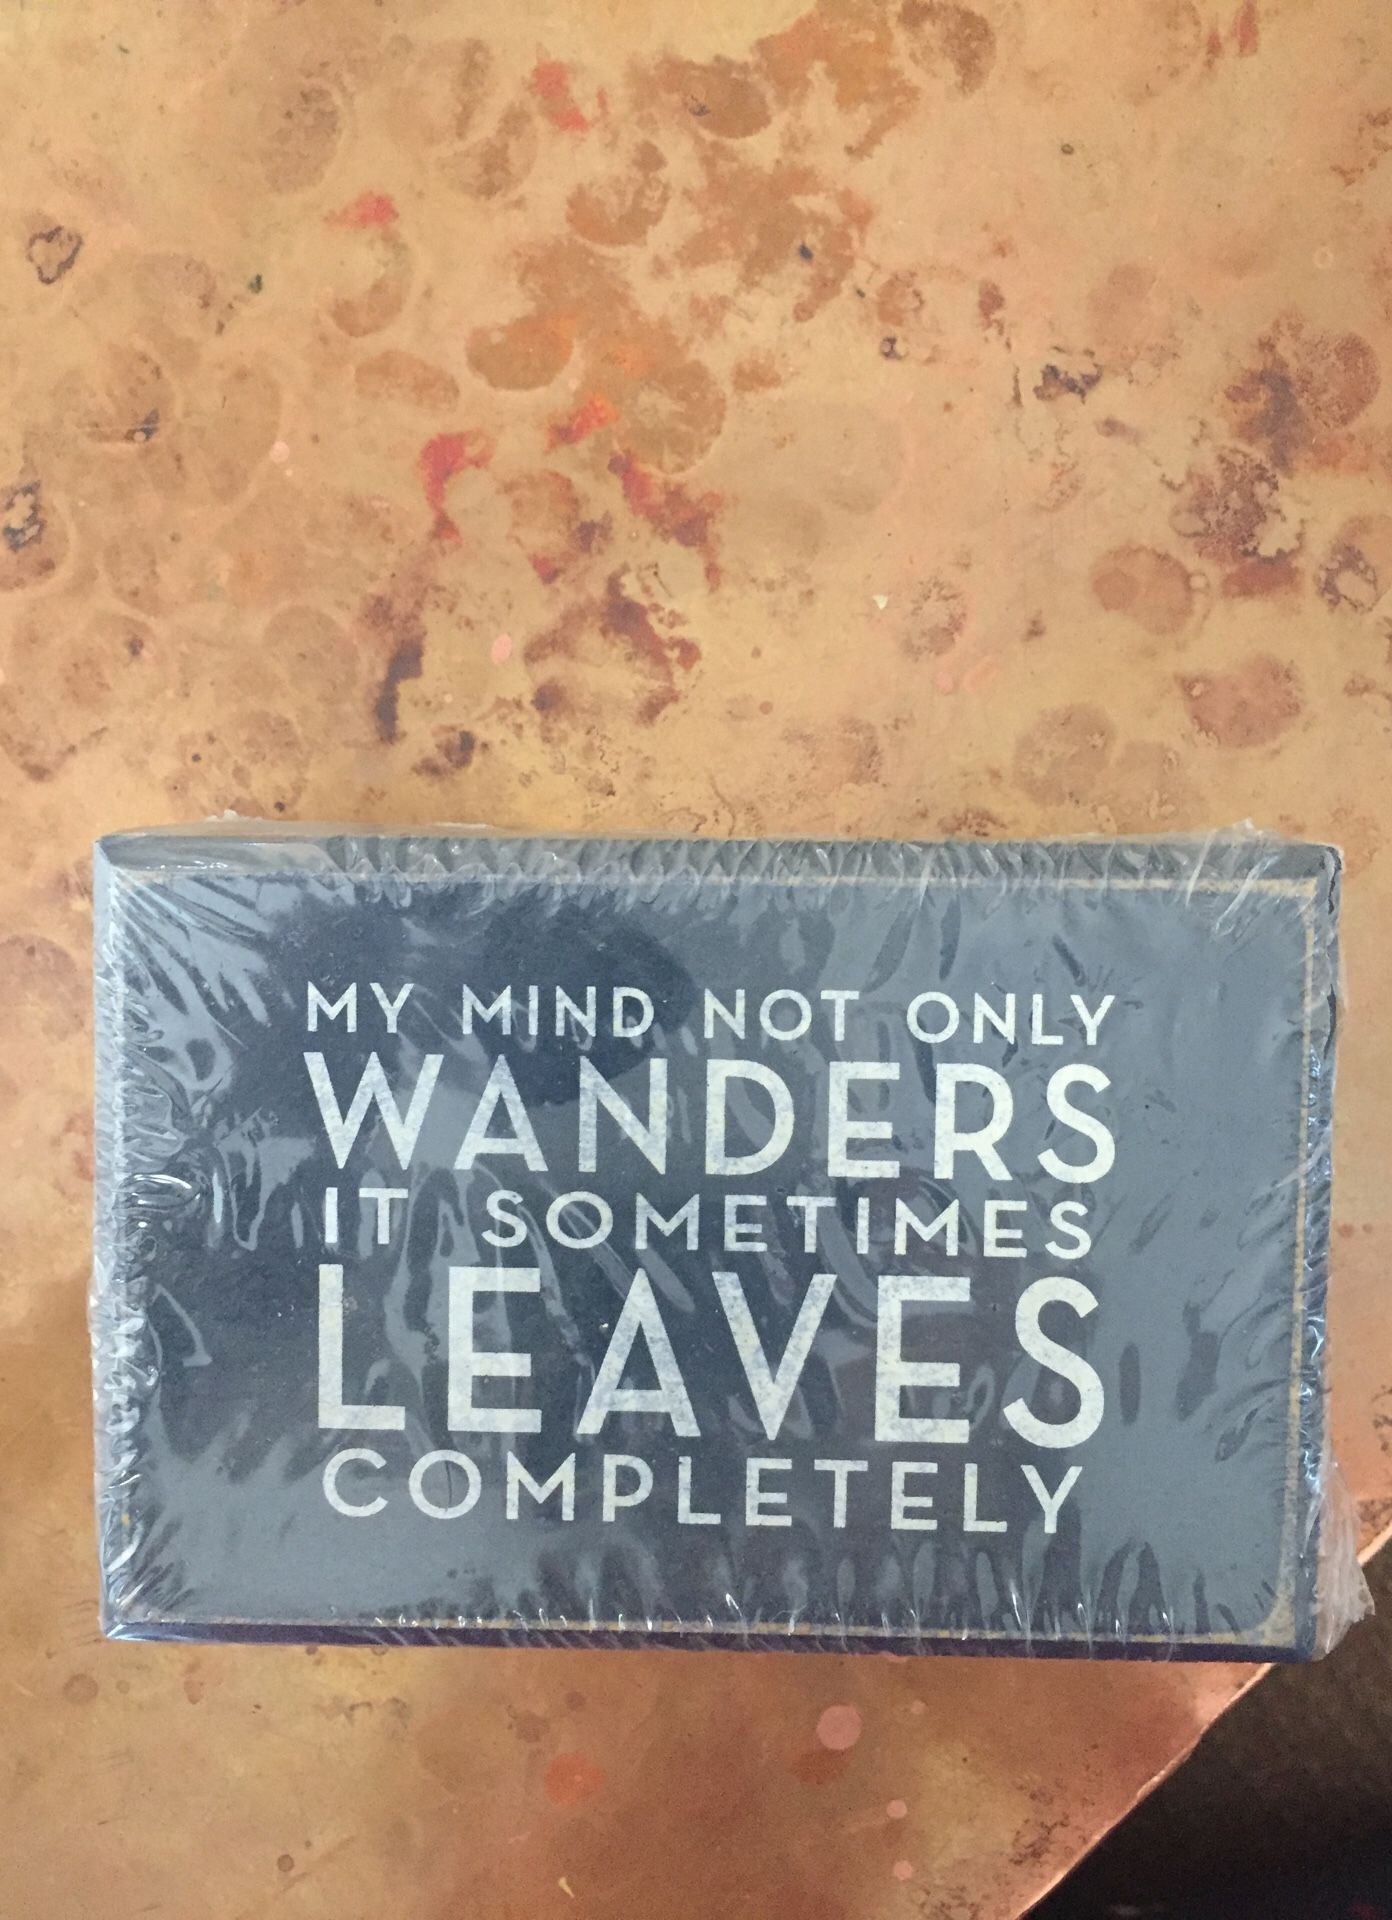 MY MIND NOT ONLY
WANDERS
IT SOMETIMES
LEAVES
COMPLETELY